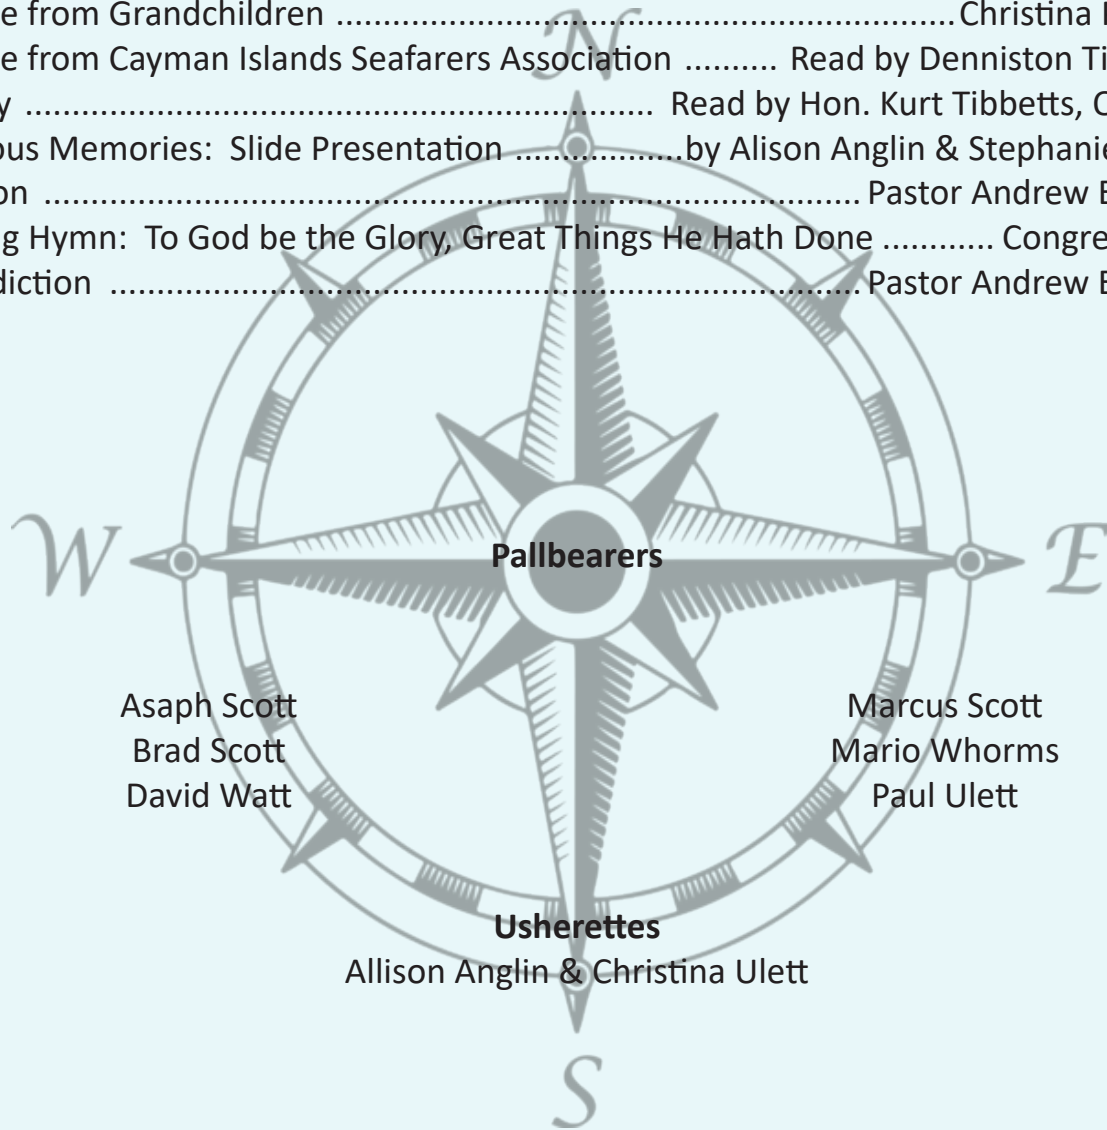 N
e from Grandchildren ................................................................Christina
e from Cayman Islands Seafarers Association .......... Read by Denniston Ti
y ................................................................. Read by Hon. Kurt Tibbetts,
ous Memories: Slide Presentation ..................by Alison Anglin & Stephanie
on ..................................................................................... Pastor Andrew
g Hymn: To God be the Glory, Great Things He Hath Done ............ Congre
diction .............................................................................. Pastor Andrew
W
Pallbearers
E
Asaph Scott
Brad Scott
David Watt
Marcus Scott
Mario Whorms
Paul Ulett
Usherettes
Allison Anglin & Christina Ulett
S